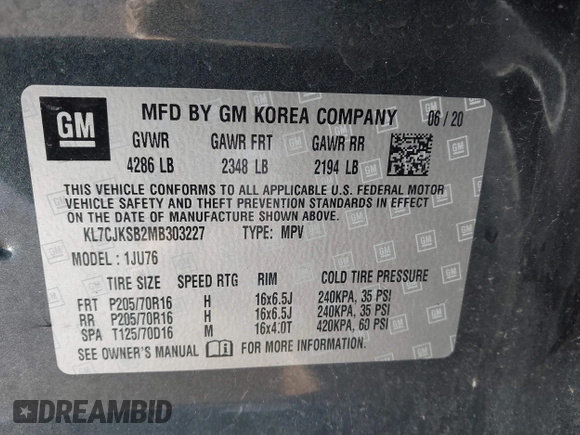 GM
MFD BY GM KOREA COMPANY 06/20
GVWR GAWR FRT GAWR RR
4286 LB 2348 LB 2194 LB
THIS VEHICLE CONFORMS TO ALL APPLICABLE U.S. FEDERAL MOTOR
VEHICLE SAFETY AND THEFT PREVENTION STANDARDS IN EFFECT
ON THE DATE OF MANUFACTURE SHOWN ABOVE.
KL7CJKSB2MB303227 TYPE: MPV
MODEL: 1JU76
TIRE SIZE SPEED RTG RIM COLD TIRE PRESSURE
FRT P205/70R16 H 16x6.5J 240KPA, 35 PSI
RR P205/70R16 H 16x6.5J 240KPA, 35 PSI
SPA T125/70D16 M 16x4.0T 420KPA, 60 PSI
SEE OWNER'S MANUAL FOR MORE INFORMATION.
DREAMBID